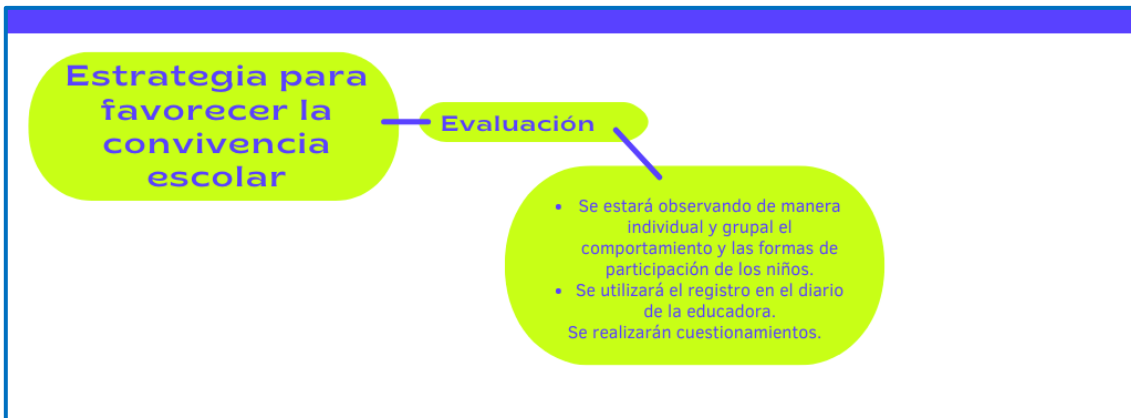 Estrategia para
favorecer la
convivencia
escolar
Evaluación
• Se estará observando de manera
individual y grupal el
comportamiento y las formas de
participación de los niños.
• Se utilizará el registro en el diario
de la educadora.
Se realizarán cuestionamientos.